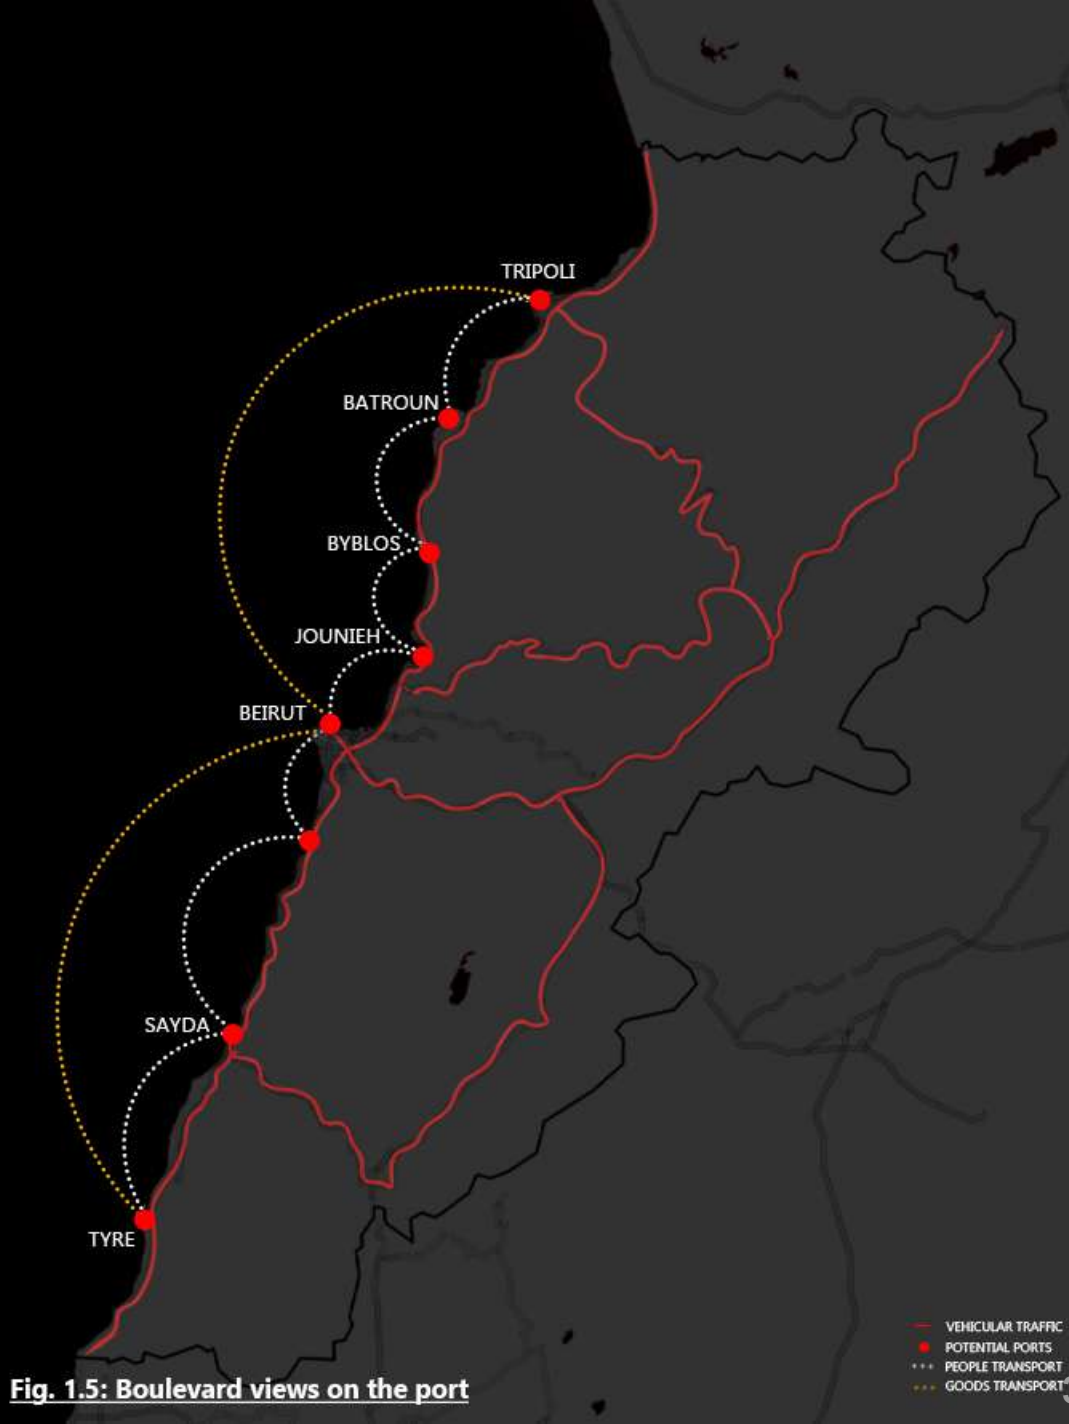 TRIPOLI
BATROUN
BYBLOS
JOUNIEH
BEIRUT
SAYDA
TYRE
VEHICULAR TRAFFIC
POTENTIAL PORTS
PEOPLE TRANSPORT
GOODS TRANSPORT
Fig. 1.5: Boulevard views on the port